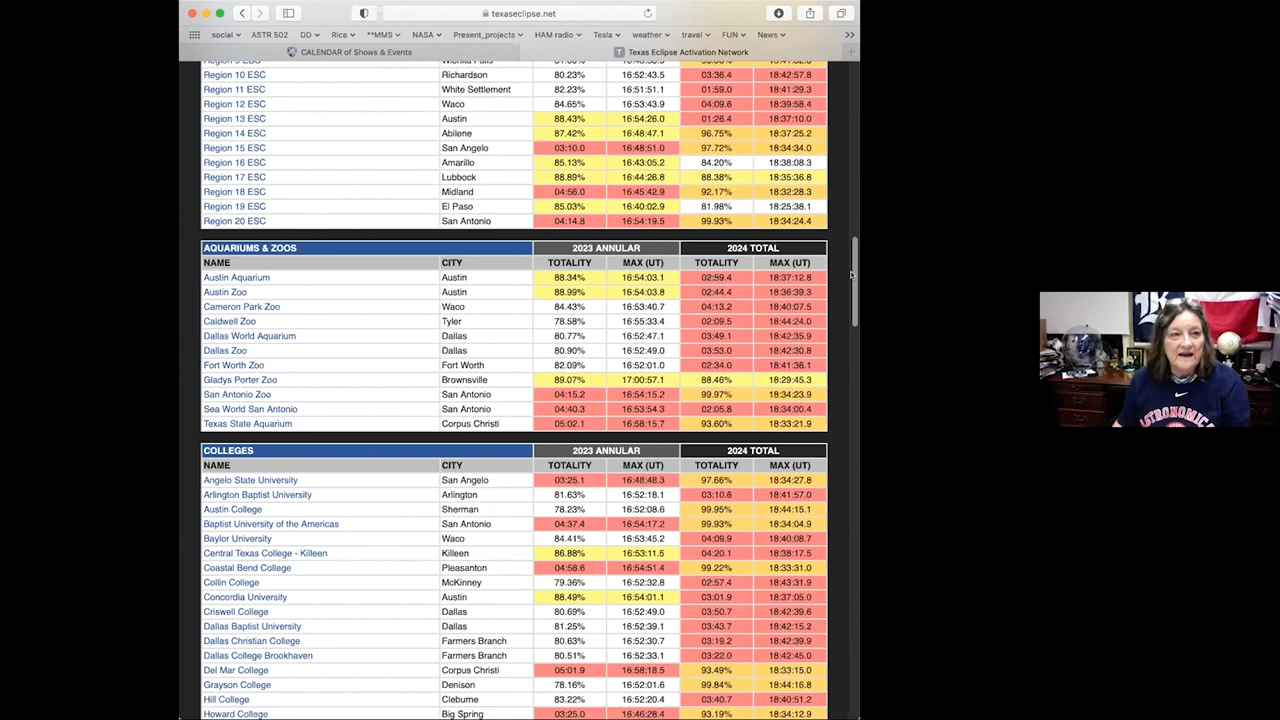 texaseclipse.net
social ASTR 502 DD Rice **MMS NASA Present_projects HAM radio Tesla weather travel FUN News
CALENDAR of Shows & Events Texas Eclipse Activation Network
Region 10 ESC Richardson 80.23% 16:52:43.5 03:36.4 18:42:57.8
Region 11 ESC White Settlement 82.23% 16:51:51.1 01:59.0 18:41:29.3
Region 12 ESC Waco 84.65% 16:53:43.9 04:09.6 18:39:58.4
Region 13 ESC Austin 88.43% 16:54:26.0 01:26.4 18:37:10.0
Region 14 ESC Abilene 87.42% 16:48:47.1 96.75% 18:37:25.2
Region 15 ESC San Angelo 03:10.0 16:48:51.0 97.72% 18:34:34.0
Region 16 ESC Amarillo 85.13% 16:43:05.2 84.20% 18:38:08.3
Region 17 ESC Lubbock 88.89% 16:44:26.8 88.38% 18:35:36.8
Region 18 ESC Midland 04:56.0 16:45:42.9 92.17% 18:32:28.3
Region 19 ESC El Paso 85.03% 16:40:02.9 81.98% 18:25:38.1
Region 20 ESC San Antonio 04:14.8 16:54:19.5 99.93% 18:34:24.4
AQUARIUMS & ZOOS 2023 ANNULAR 2024 TOTAL
NAME CITY TOTALITY MAX (UT) TOTALITY MAX (UT)
Austin Aquarium Austin 88.34% 16:54:03.1 02:59.4 18:37:12.8
Austin Zoo Austin 88.99% 16:54:03.8 02:44.4 18:36:39.3
Cameron Park Zoo Waco 84.43% 16:53:40.7 04:13.2 18:40:07.5
Caldwell Zoo Tyler 78.58% 16:55:33.4 02:09.5 18:44:24.0
Dallas World Aquarium Dallas 80.77% 16:52:47.1 03:49.1 18:42:35.9
Dallas Zoo Dallas 80.90% 16:52:49.0 03:53.0 18:42:30.8
Fort Worth Zoo Fort Worth 82.09% 16:52:01.0 02:34.0 18:41:36.1
Gladys Porter Zoo Brownsville 89.07% 17:00:57.1 88.46% 18:29:45.3
San Antonio Zoo San Antonio 04:15.2 16:54:15.2 99.97% 18:34:23.9
Sea World San Antonio San Antonio 04:40.3 16:53:54.3 02:05.8 18:34:00.4
Texas State Aquarium Corpus Christi 05:02.1 16:58:15.7 93.60% 18:33:21.9
COLLEGES 2023 ANNULAR 2024 TOTAL
NAME CITY TOTALITY MAX (UT) TOTALITY MAX (UT)
Angelo State University San Angelo 03:25.1 16:48:48.3 97.66% 18:34:27.8
Arlington Baptist University Arlington 81.63% 16:52:18.1 03:10.6 18:41:57.0
Austin College Sherman 78.23% 16:52:08.6 99.95% 18:44:15.1
Baptist University of the Americas San Antonio 04:37.4 16:54:17.2 99.93% 18:34:04.9
Baylor University Waco 84.41% 16:53:45.2 04:09.9 18:40:08.7
Central Texas College - Killeen Killeen 86.88% 16:53:11.5 04:20.1 18:38:17.5
Coastal Bend College Pleasanton 04:58.6 16:54:51.4 99.22% 18:33:31.0
Collin College McKinney 79.36% 16:52:32.8 02:57.4 18:43:31.9
Concordia University Austin 88.49% 16:54:01.1 03:01.9 18:37:05.0
Criswell College Dallas 80.69% 16:52:49.0 03:50.7 18:42:39.6
Dallas Baptist University Dallas 81.25% 16:52:39.1 03:43.7 18:42:15.2
Dallas Christian College Farmers Branch 80.63% 16:52:30.7 03:19.2 18:42:39.9
Dallas College Brookhaven Farmers Branch 80.51% 16:52:33.1 03:22.0 18:42:45.0
Del Mar College Corpus Christi 05:01.9 16:58:18.5 93.49% 18:33:15.0
Grayson College Denison 78.16% 16:52:01.6 99.84% 18:44:16.8
Hill College Cleburne 83.22% 16:52:20.4 03:40.7 18:40:51.2
Howard College Big Spring 03:25.0 16:46:28.4 93.19% 18:34:12.9